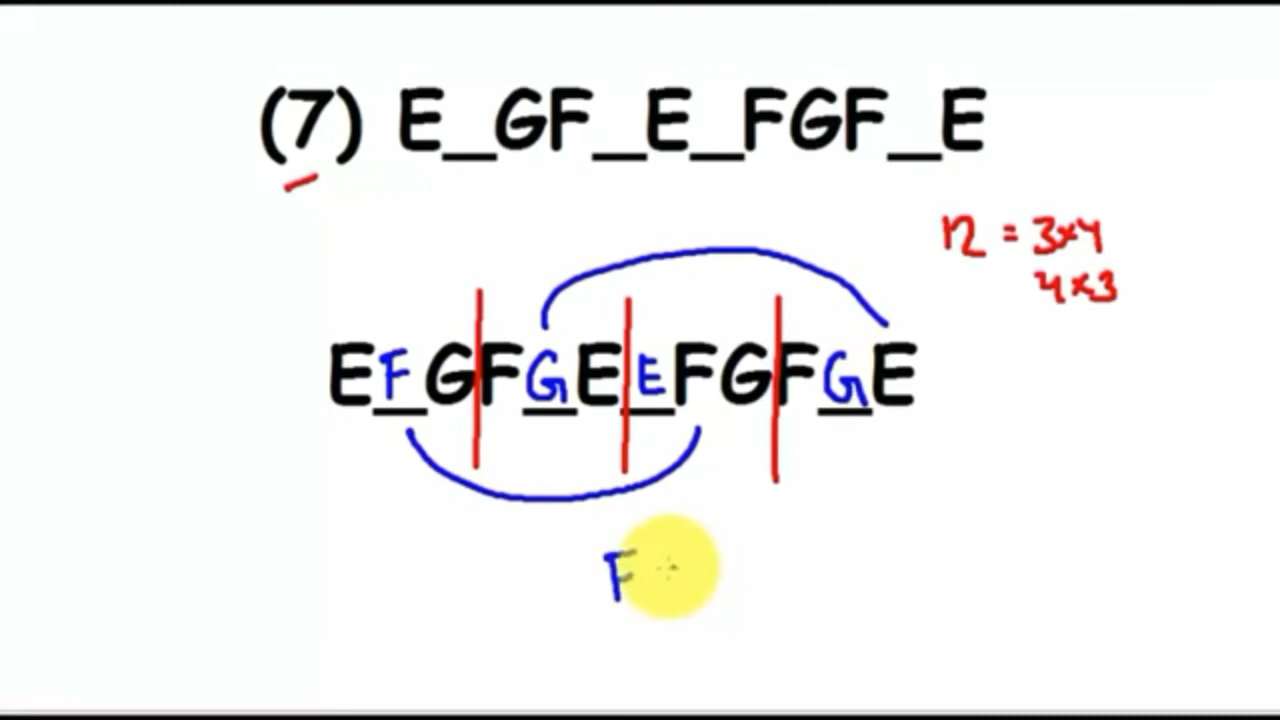 (7) E_GF_E_FGF_E
12 = 3×4
4×3
EFGFGEEFGFGE
F